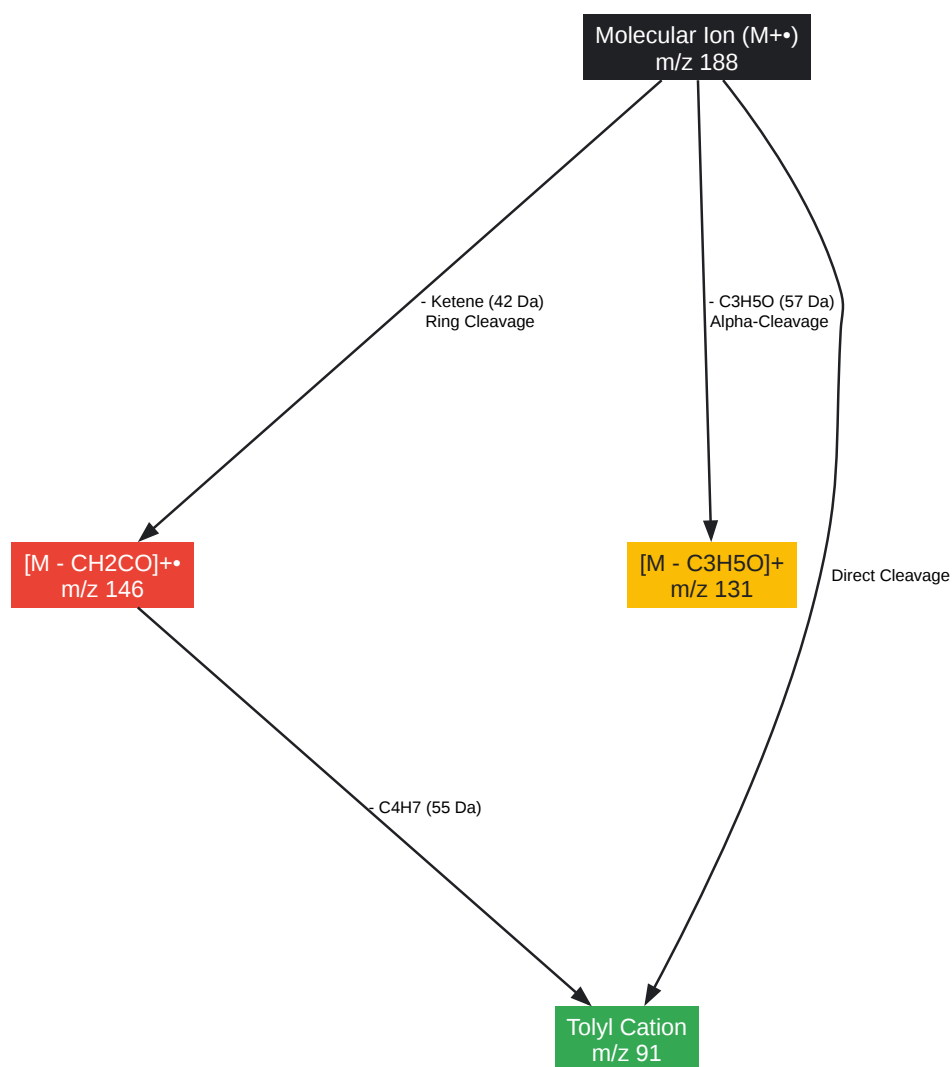 Molecular Ion (M+•)
m/z 188
- Ketene (42 Da)
Ring Cleavage
- C3H5O (57 Da)
Alpha-Cleavage
[M - CH2CO]+•
m/z 146
[M - C3H5O]+
m/z 131
Direct Cleavage
- C4H7 (55 Da)
Tolyl Cation
m/z 91